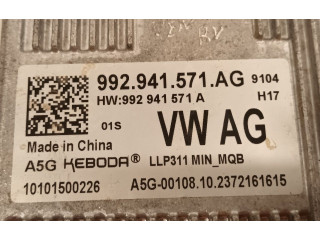 992.941.571.AG 9104
HW:992 941 571 A H17
01S VW AG
Made in China
A5G KEBODA® LLP311 MIN_MQB
10101500226 A5G-00108.10.2372161615